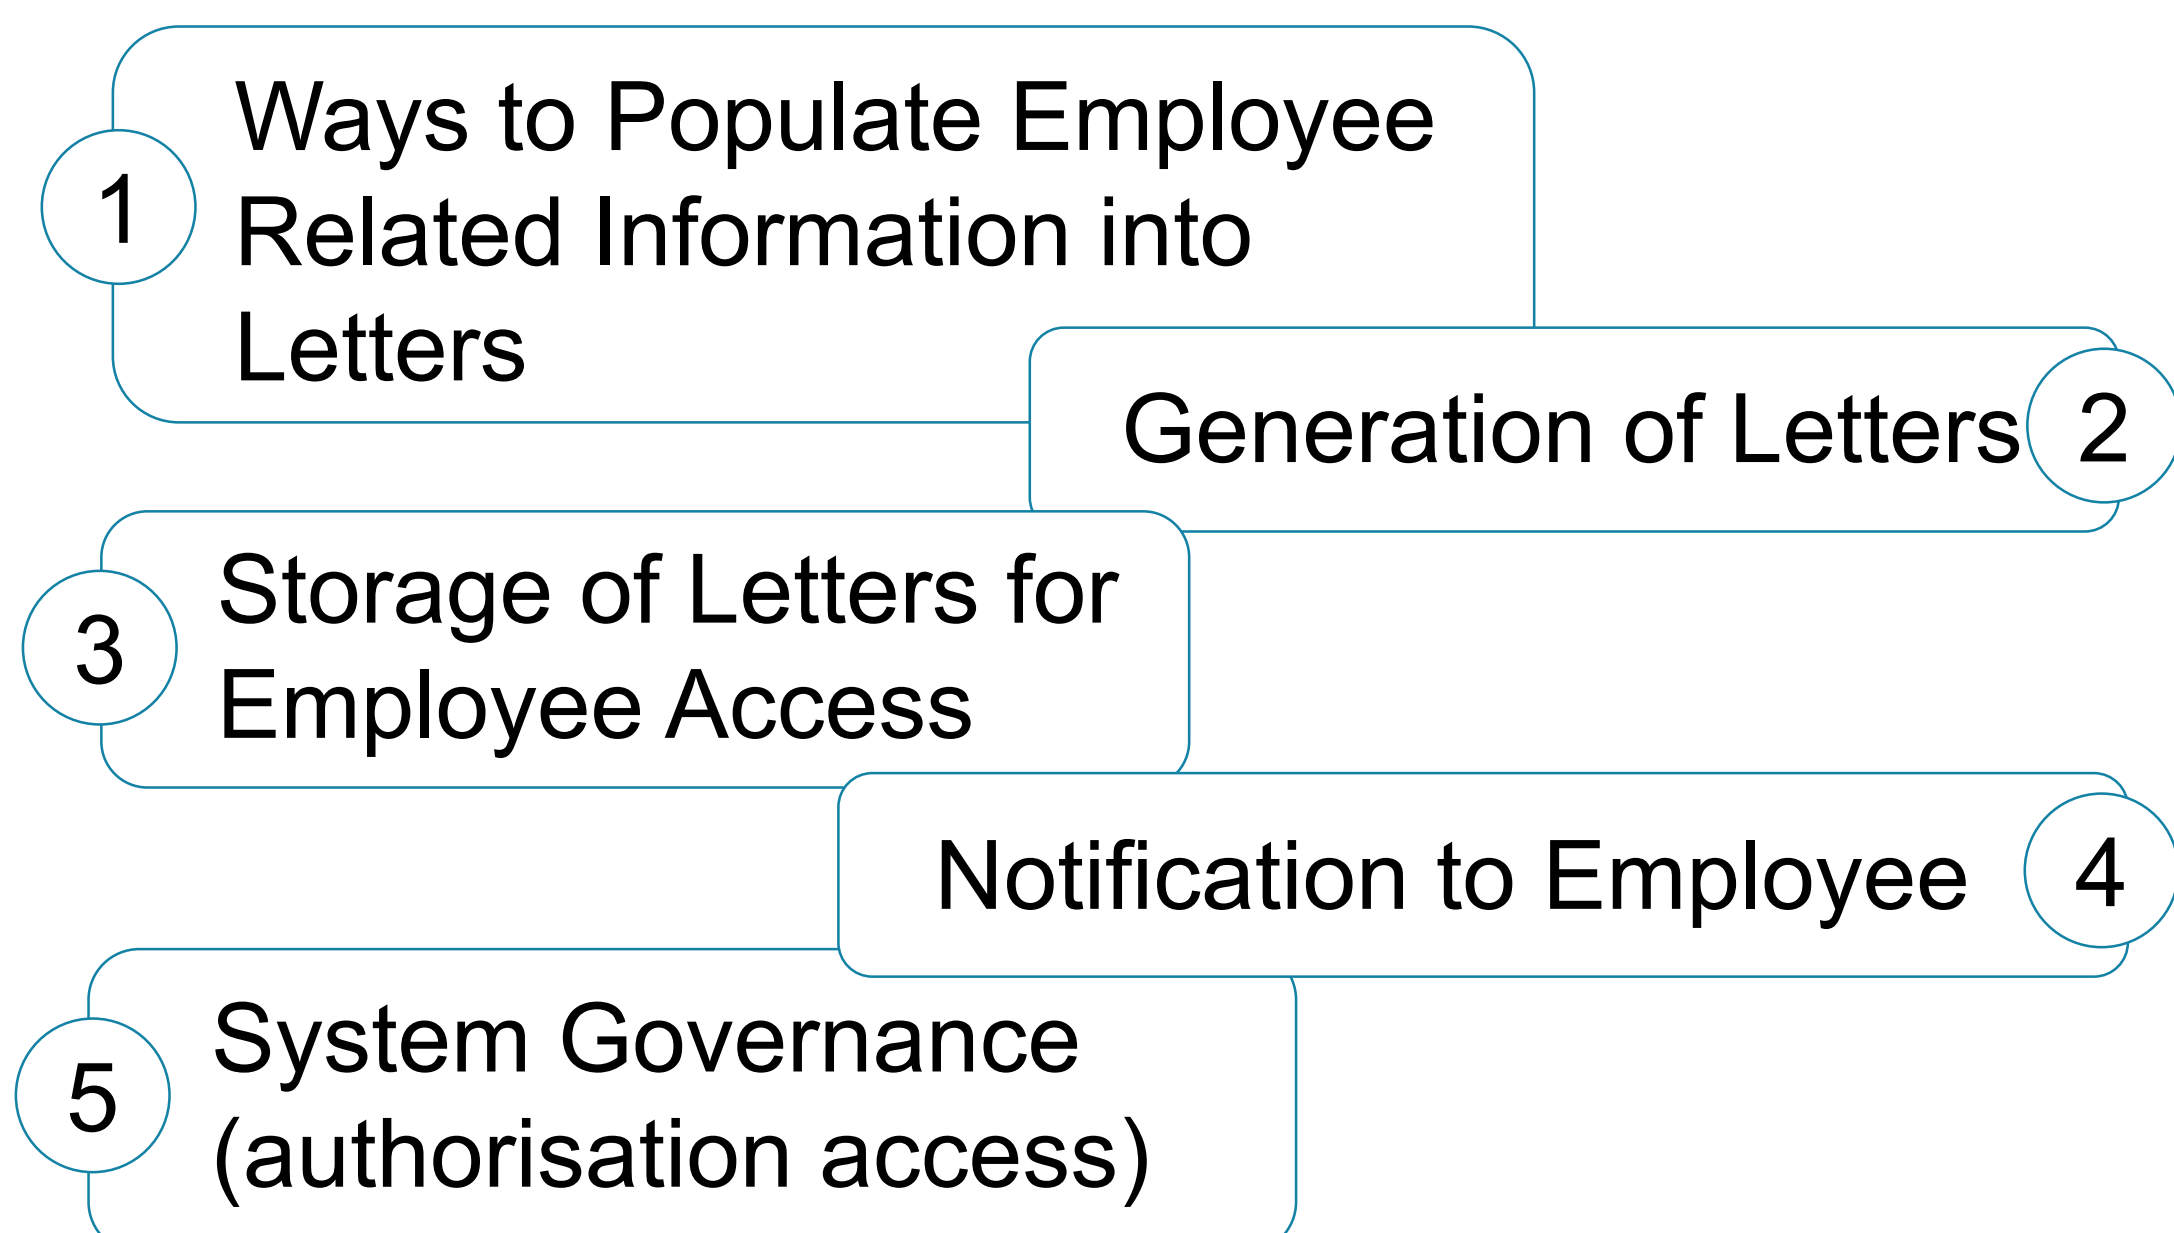 1
Ways to Populate Employee
Related Information into
Letters
Generation of Letters
2
3
Storage of Letters for
Employee Access
Notification to Employee
4
5
System Governance
(authorisation access)